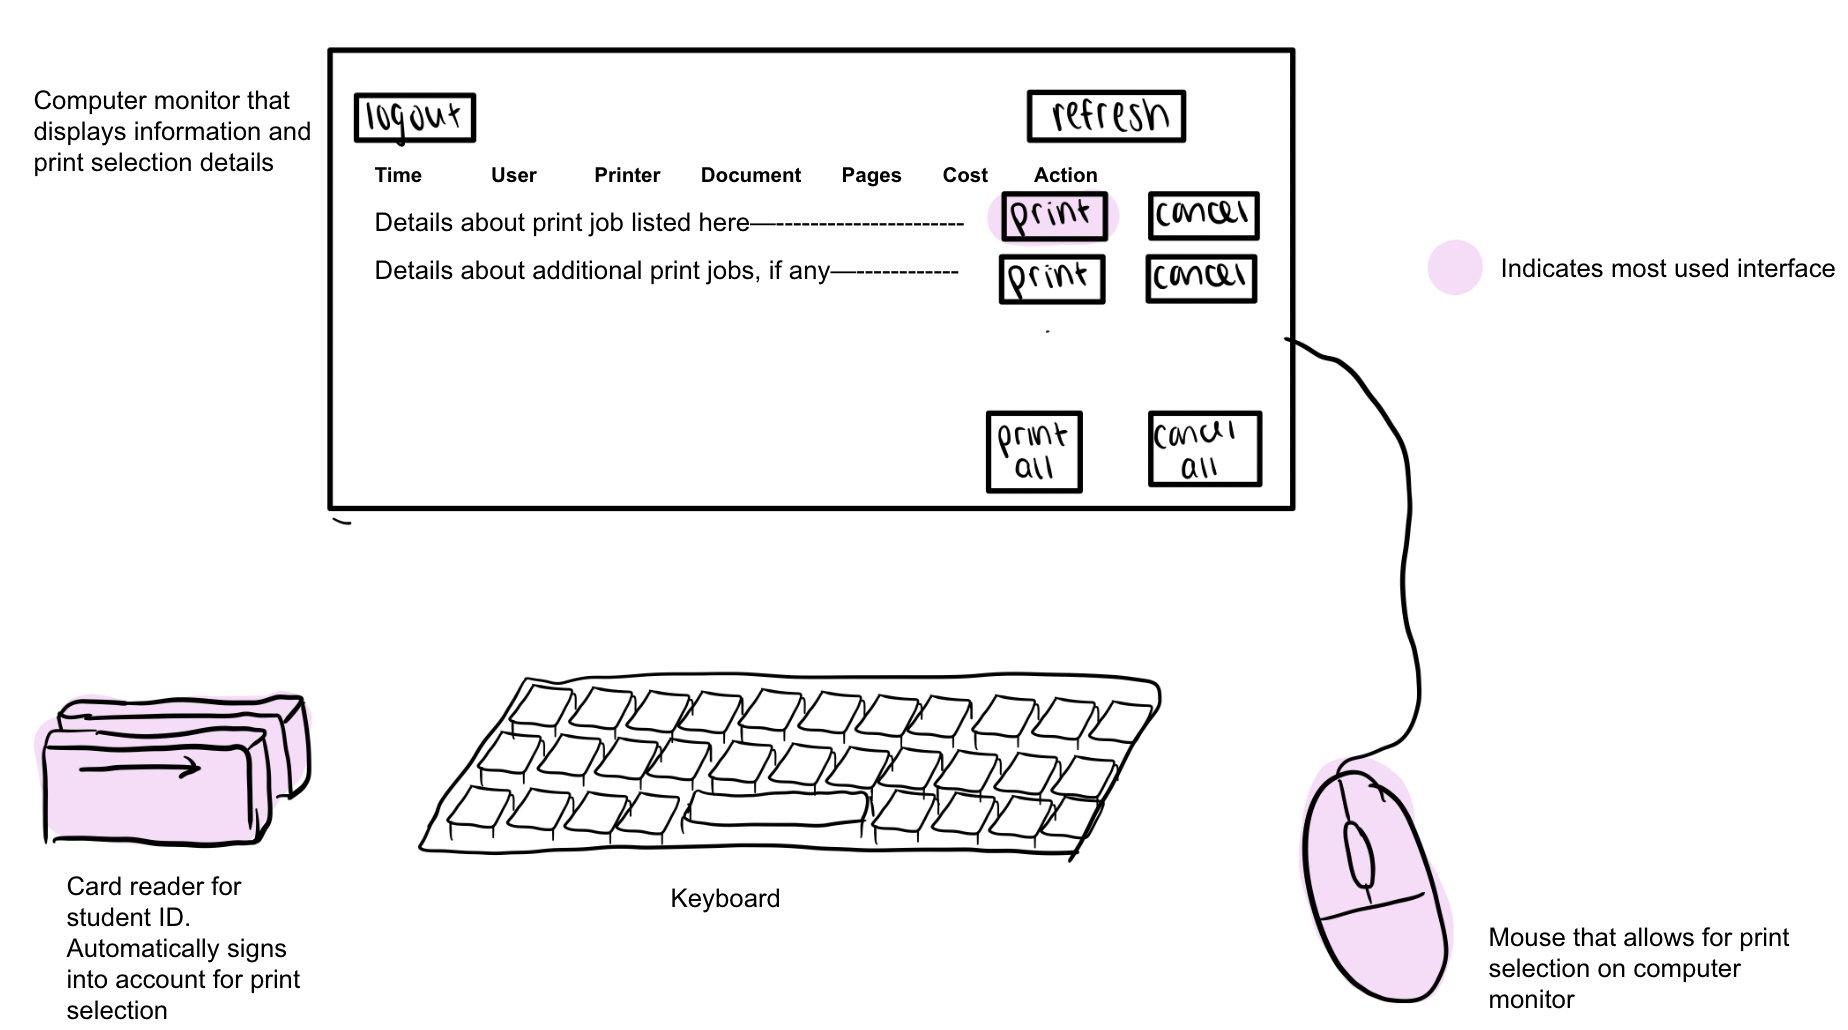 Computer monitor that
displays information and
print selection details
logout
refresh
Time User Printer Document Pages Cost Action
Details about print job listed here—---------------------- print cancel
Details about additional print jobs, if any—------------ print cancel
print
all
cancel
all
Indicates most used interface
Card reader for
student ID.
Automatically signs
into account for print
selection
Keyboard
Mouse that allows for print
selection on computer
monitor